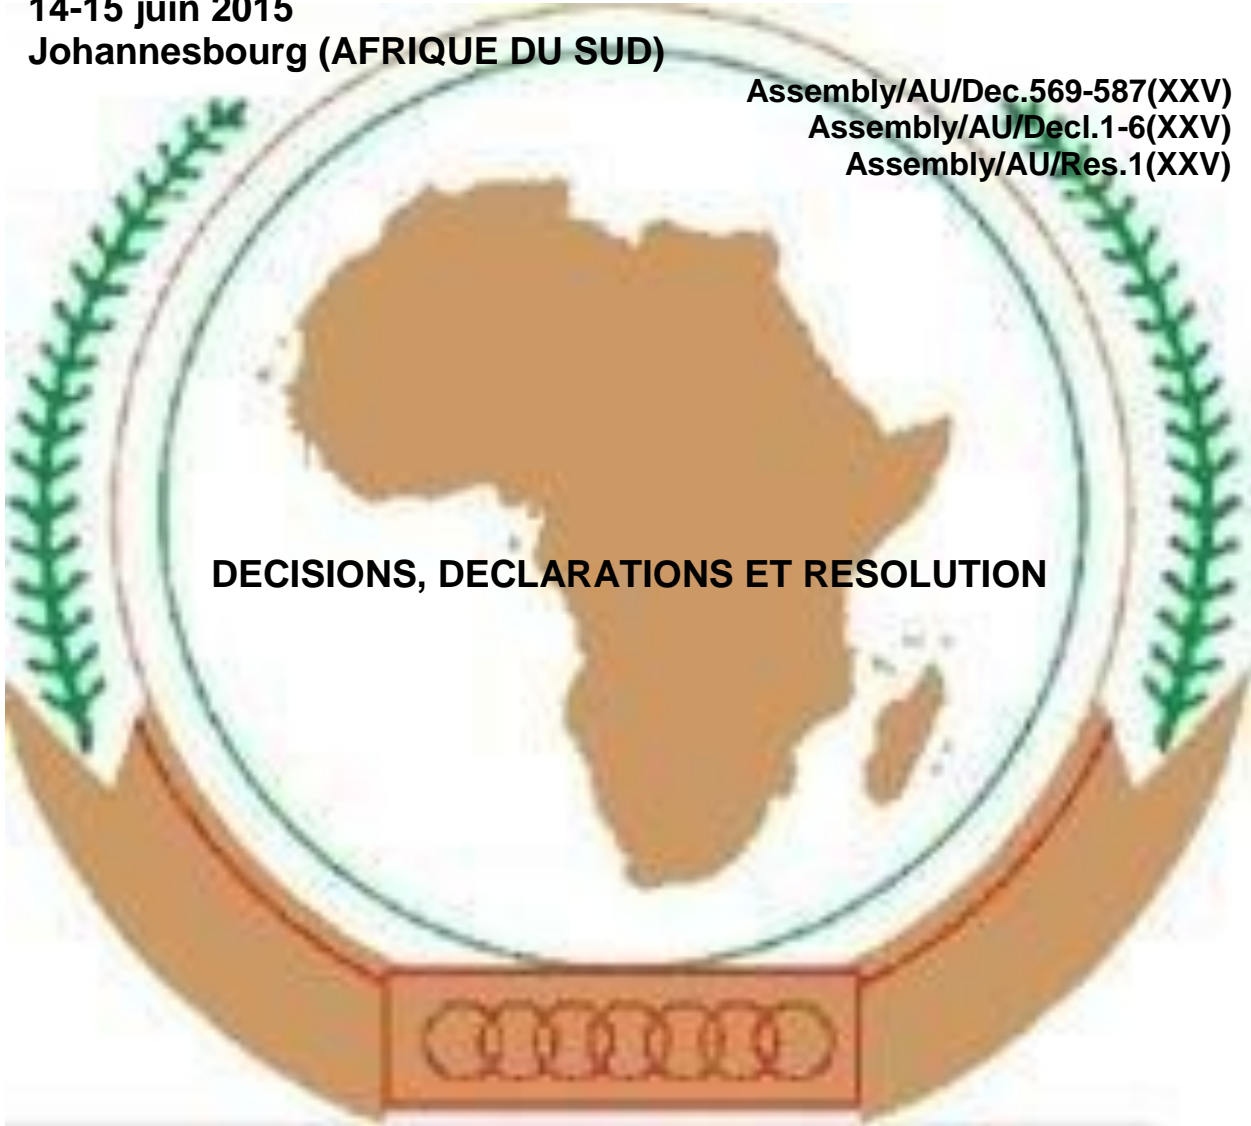 14-15 juin 2015
Johannesbourg (AFRIQUE DU SUD)
Assembly/AU/Dec.569-587(XXV)
Assembly/AU/Decl.1-6(XXV)
Assembly/AU/Res.1(XXV)
DECISIONS, DECLARATIONS ET RESOLUTION